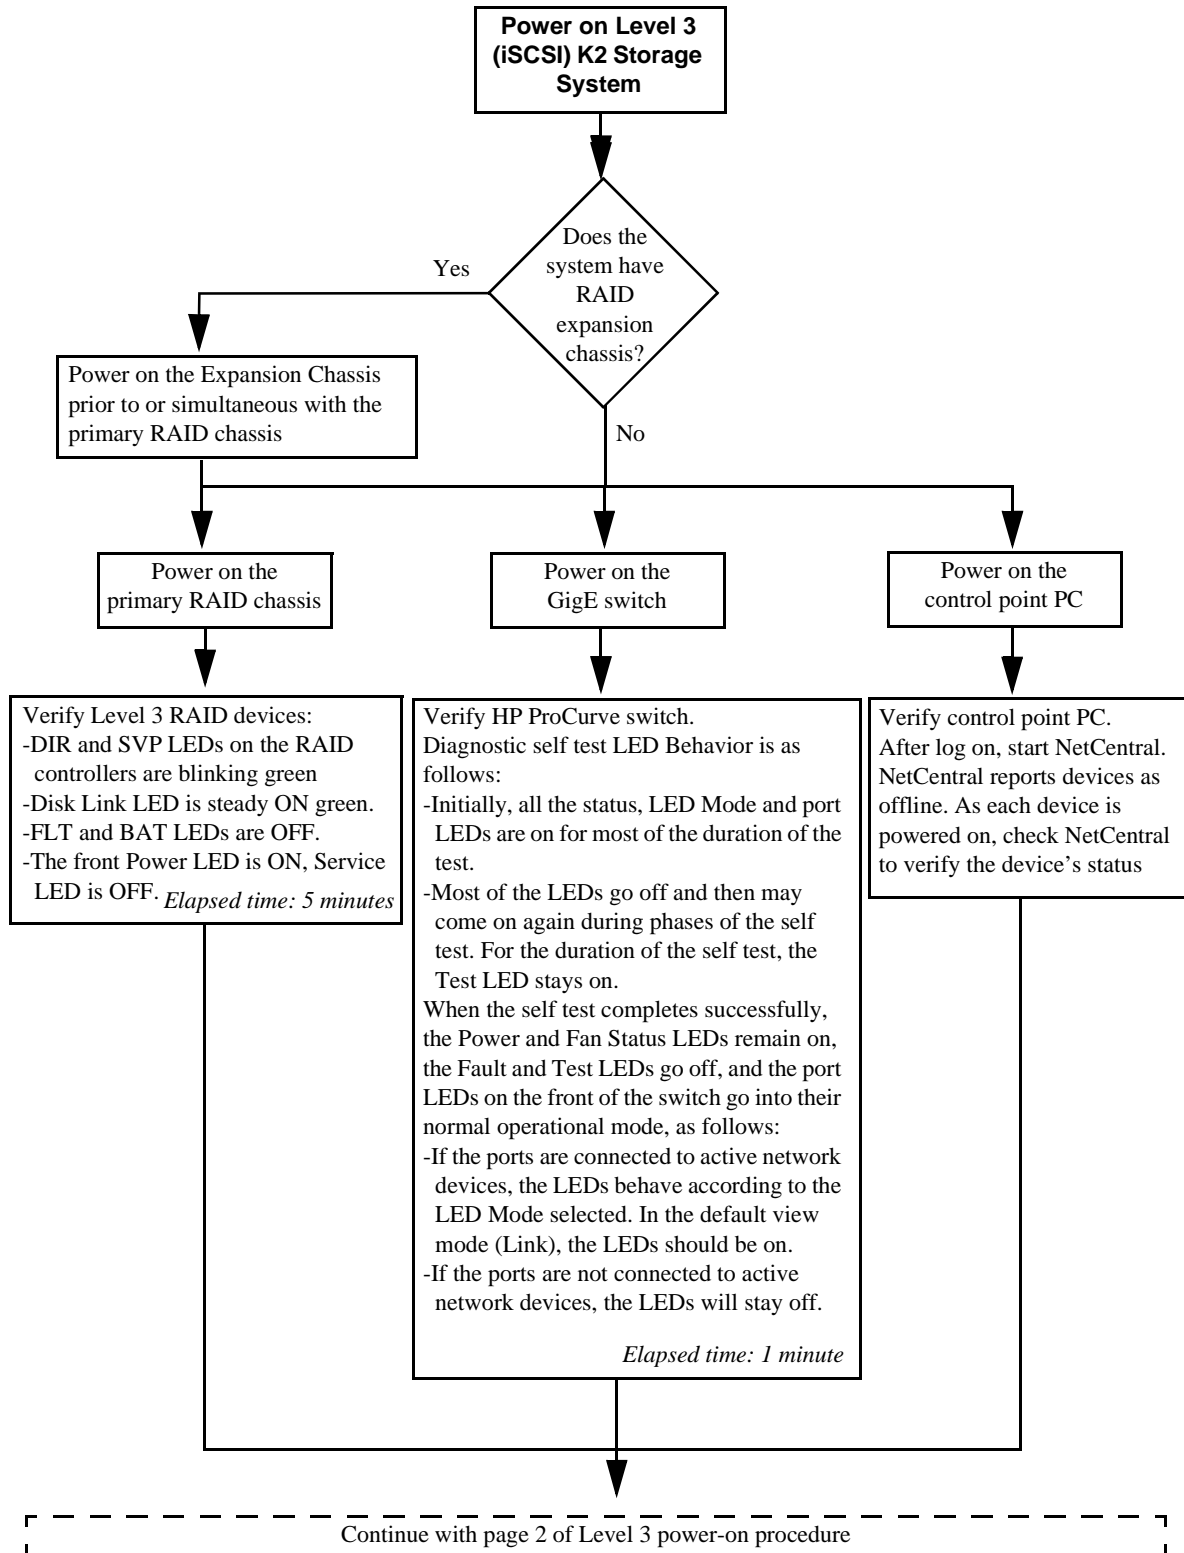 Power on Level 3
(iSCSI) K2 Storage
System
Does the
system have
RAID
expansion
chassis?
Yes
Power on the Expansion Chassis
prior to or simultaneous with the
primary RAID chassis
No
Power on the
primary RAID chassis
Power on the
GigE switch
Power on the
control point PC
Verify Level 3 RAID devices:
-DIR and SVP LEDs on the RAID
controllers are blinking green
-Disk Link LED is steady ON green.
-FLT and BAT LEDs are OFF.
-The front Power LED is ON, Service
LED is OFF. Elapsed time: 5 minutes
Verify HP ProCurve switch.
Diagnostic self test LED Behavior is as
follows:
-Initially, all the status, LED Mode and port
LEDs are on for most of the duration of the
test.
-Most of the LEDs go off and then may
come on again during phases of the self
test. For the duration of the self test, the
Test LED stays on.
When the self test completes successfully,
the Power and Fan Status LEDs remain on,
the Fault and Test LEDs go off, and the port
LEDs on the front of the switch go into their
normal operational mode, as follows:
-If the ports are connected to active network
devices, the LEDs behave according to the
LED Mode selected. In the default view
mode (Link), the LEDs should be on.
-If the ports are not connected to active
network devices, the LEDs will stay off.
Elapsed time: 1 minute
Verify control point PC.
After log on, start NetCentral.
NetCentral reports devices as
offline. As each device is
powered on, check NetCentral
to verify the device’s status
Continue with page 2 of Level 3 power-on procedure